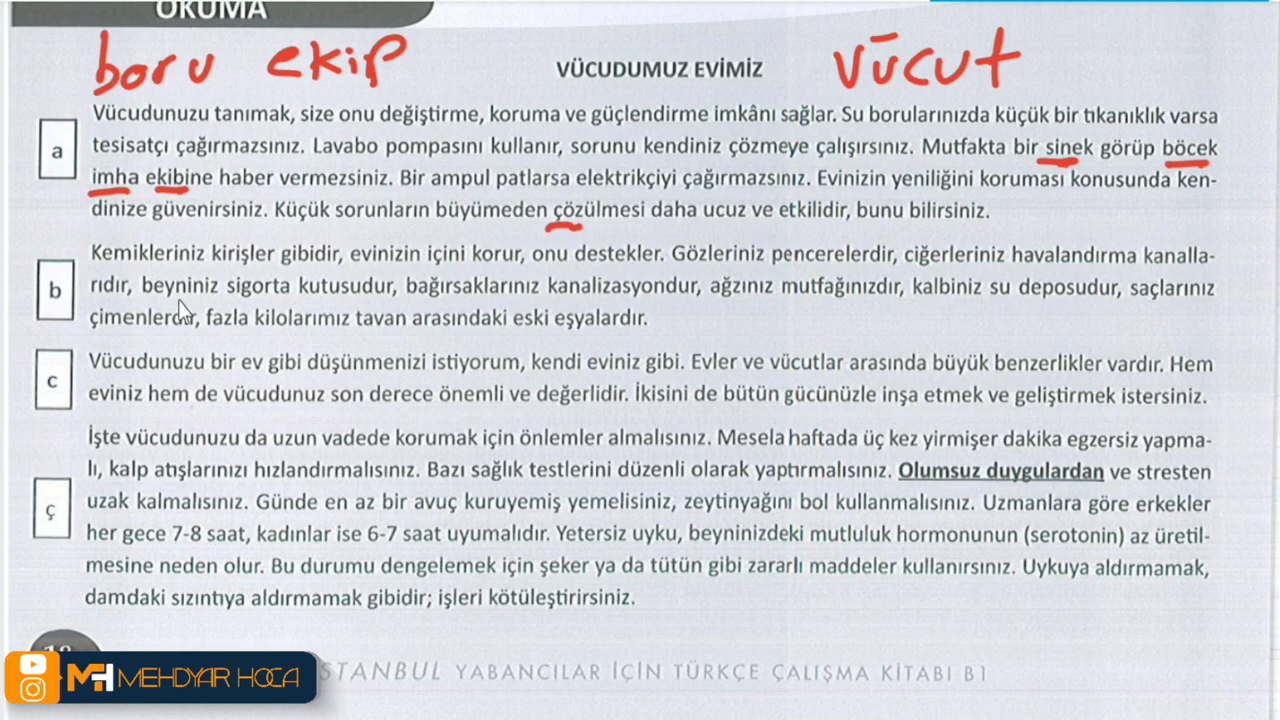 OKUMA
boru ekip vücut
VÜCUDUMUZ EVİMİZ
Vücudunuzu tanımak, size onu değiştirme, koruma ve güçlendirme imkânı sağlar. Su borularınızda küçük bir tıkanıklık varsa
a
tesisatçı çağırmazsınız. Lavabo pompasını kullanır, sorunu kendiniz çözmeye çalışırsınız. Mutfakta bir sinek görüp böcek
imha ekibine haber vermezsiniz. Bir ampul patlarsa elektrikçiyi çağırmazsınız. Evinizin yeniliğini koruması konusunda ken-
dinize güvenirsiniz. Küçük sorunların büyümeden çözülmesi daha ucuz ve etkilidir, bunu bilirsiniz.
Kemikleriniz kirişler gibidir, evinizin içini korur, onu destekler. Gözleriniz pencerelerdir, ciğerleriniz havalandırma kanalla-
b
rıdır, beyniniz sigorta kutusudur, bağırsaklarınız kanalizasyondur, ağzınız mutfağınızdır, kalbiniz su deposudur, saçlarınız
çimenlerdir, fazla kilolarımız tavan arasındaki eski eşyalardır.
Vücudunuzu bir ev gibi düşünmenizi istiyorum, kendi eviniz gibi. Evler ve vücutlar arasında büyük benzerlikler vardır. Hem
c
eviniz hem de vücudunuz son derece önemli ve değerlidir. İkisini de bütün gücünüzle inşa etmek ve geliştirmek istersiniz.
İşte vücudunuzu da uzun vadede korumak için önlemler almalısınız. Mesela haftada üç kez yirmişer dakika egzersiz yapma-
lı, kalp atışlarınızı hızlandırmalısınız. Bazı sağlık testlerini düzenli olarak yaptırmalısınız. Olumsuz duygulardan ve stresten
ç
uzak kalmalısınız. Günde en az bir avuç kuruyemiş yemelisiniz, zeytinyağını bol kullanmalısınız. Uzmanlara göre erkekler
her gece 7-8 saat, kadınlar ise 6-7 saat uyumalıdır. Yetersiz uyku, beyninizdeki mutluluk hormonunun (serotonin) az üretil-
mesine neden olur. Bu durumu dengelemek için şeker ya da tütün gibi zararlı maddeler kullanırsınız. Uykuya aldırmamak,
damdaki sızıntıya aldırmamak gibidir; işleri kötüleştirirsiniz.
MH MEHDYAR HOCA
STANBUL YABANCILAR İÇİN TÜRKÇE ÇALIŞMA KİTABI B1